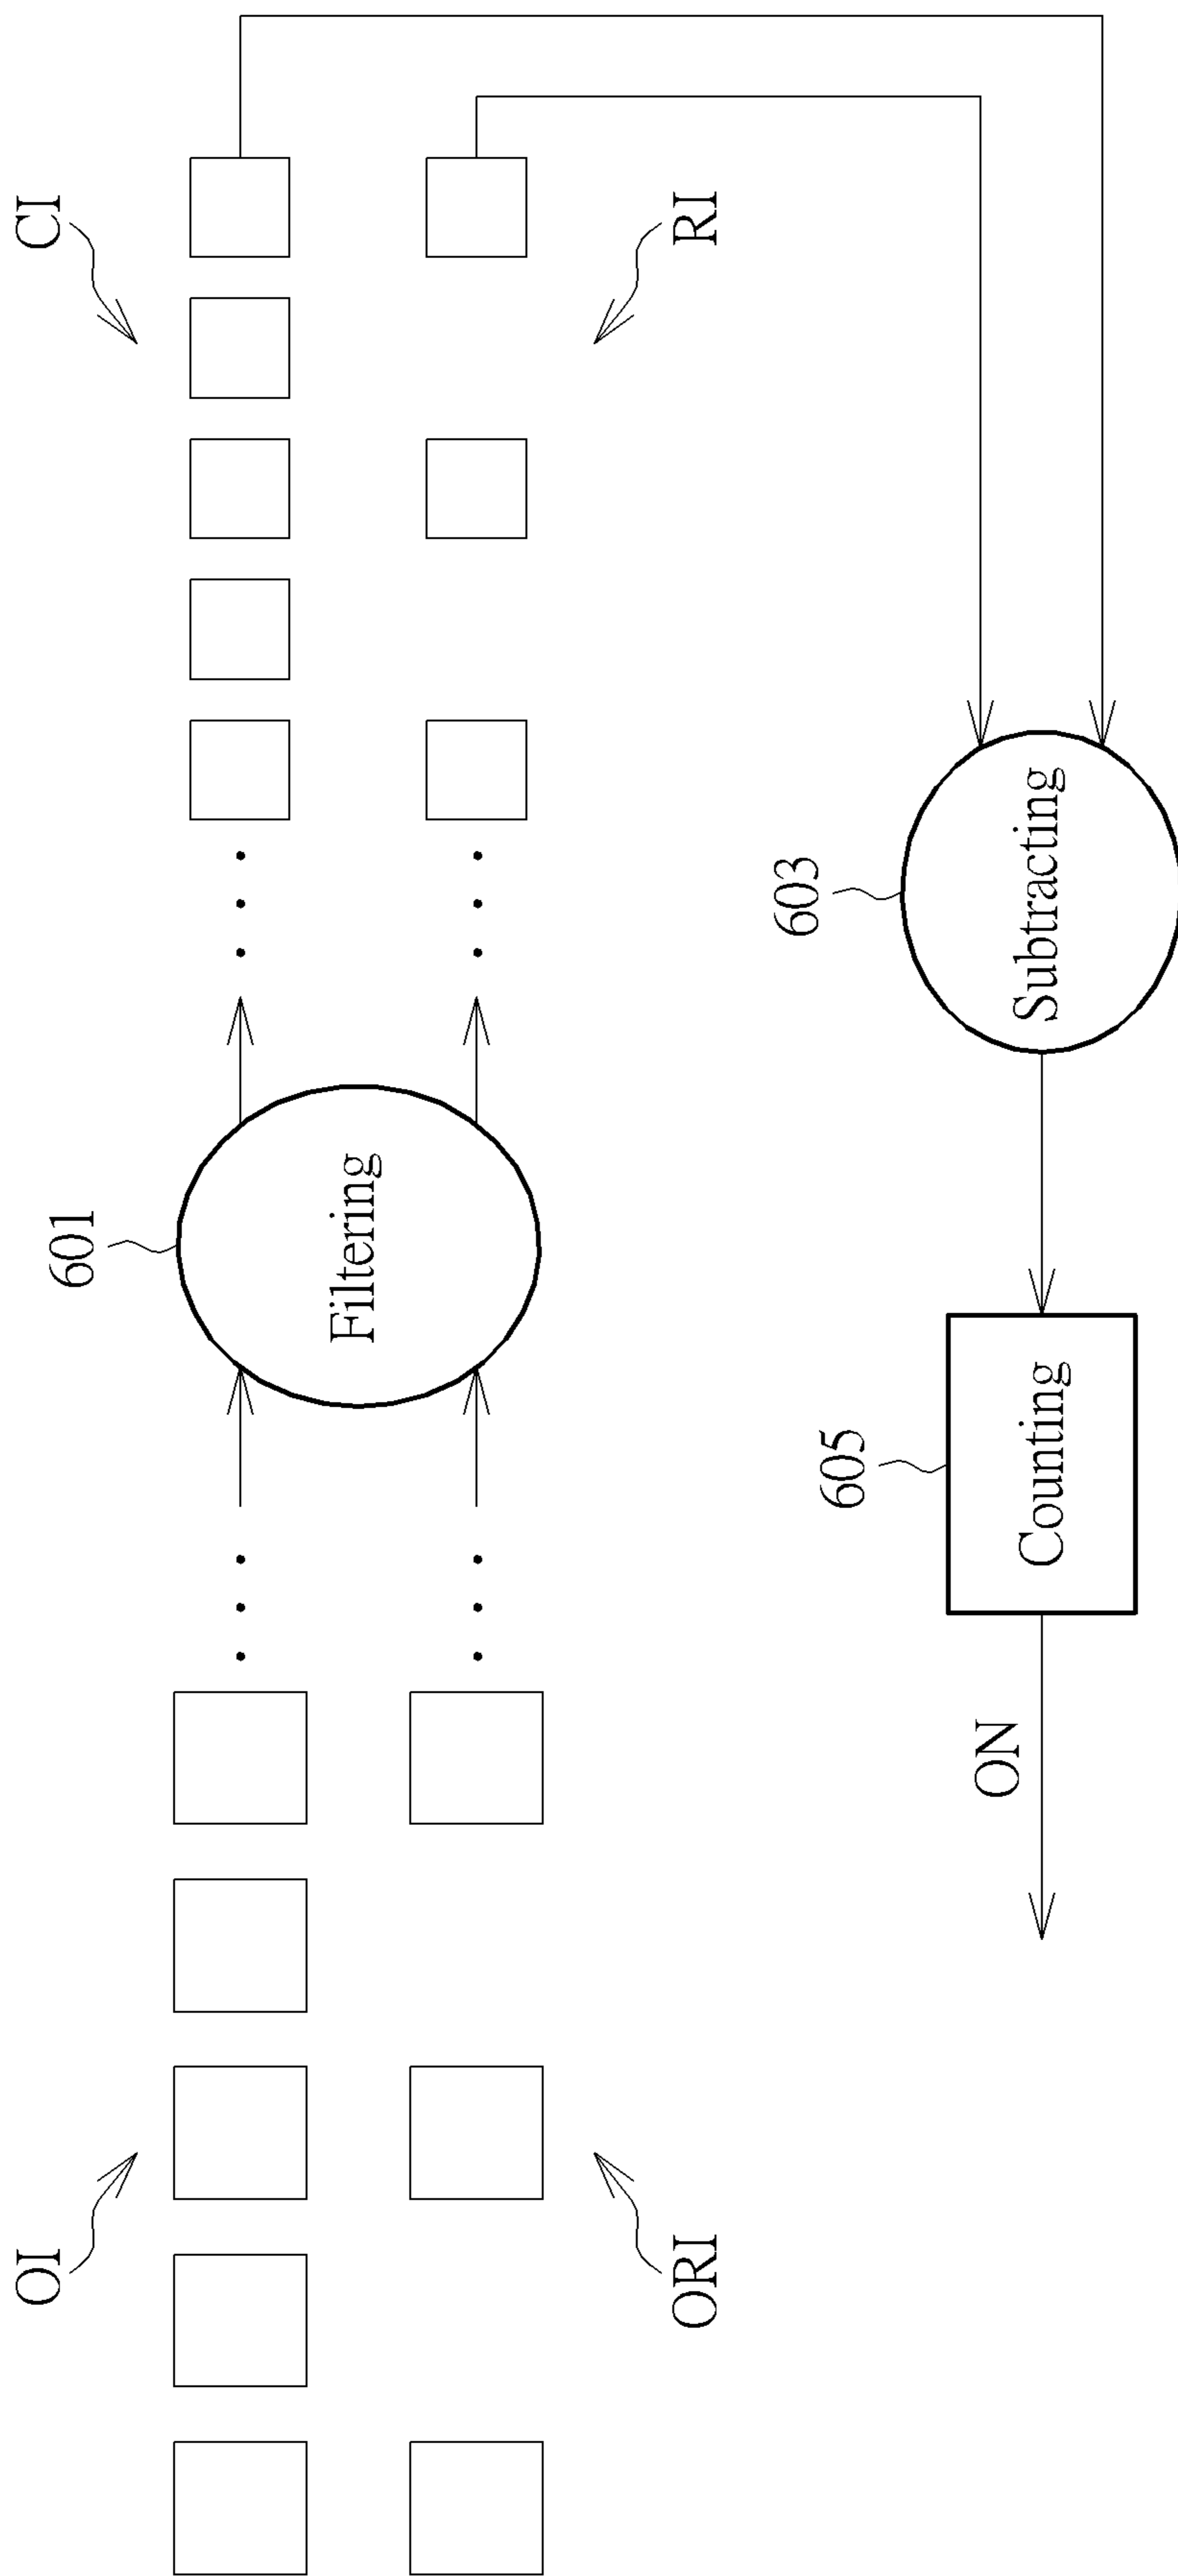 OI
601
CI
Filtering
ORI
RI
ON
605
603
Counting
Subtracting